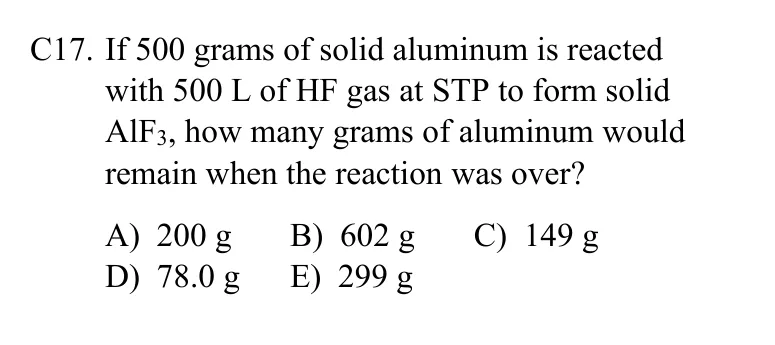 C17. If 500 grams of solid aluminum is reacted
with 500 L of HF gas at STP to form solid
AlF₃, how many grams of aluminum would
remain when the reaction was over?
A) 200 g B) 602 g C) 149 g
D) 78.0 g E) 299 g